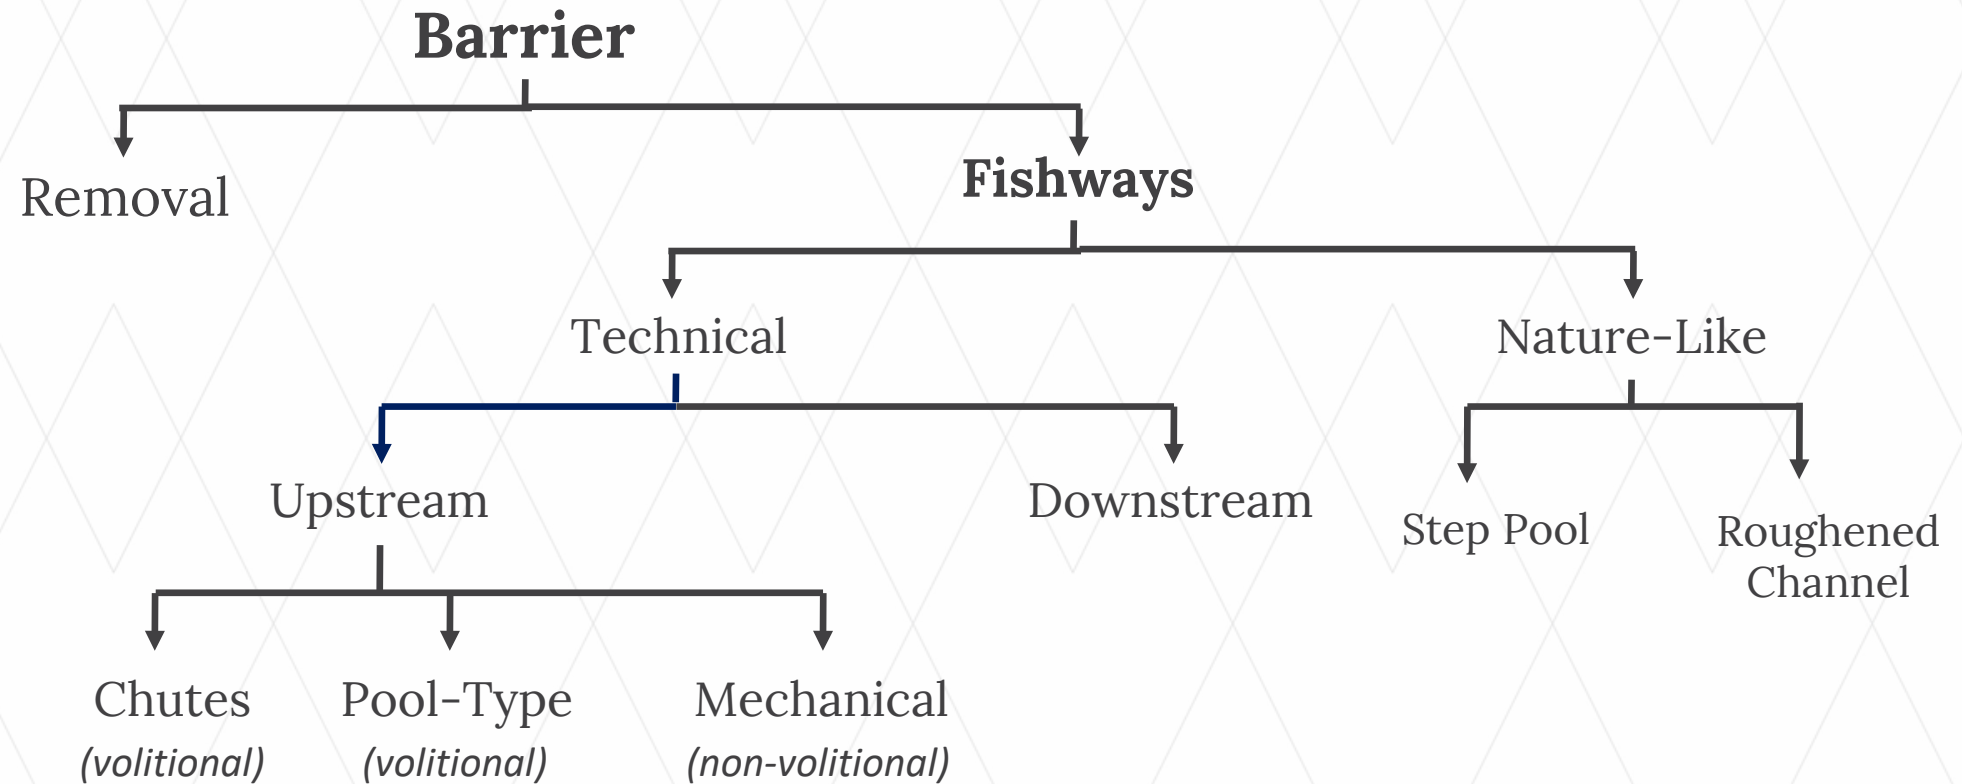 Barrier
Removal
Fishways
Technical
Nature-Like
Upstream
Downstream
Step Pool
Roughened
Channel
Chutes
(volitional)
Pool-Type
(volitional)
Mechanical
(non-volitional)